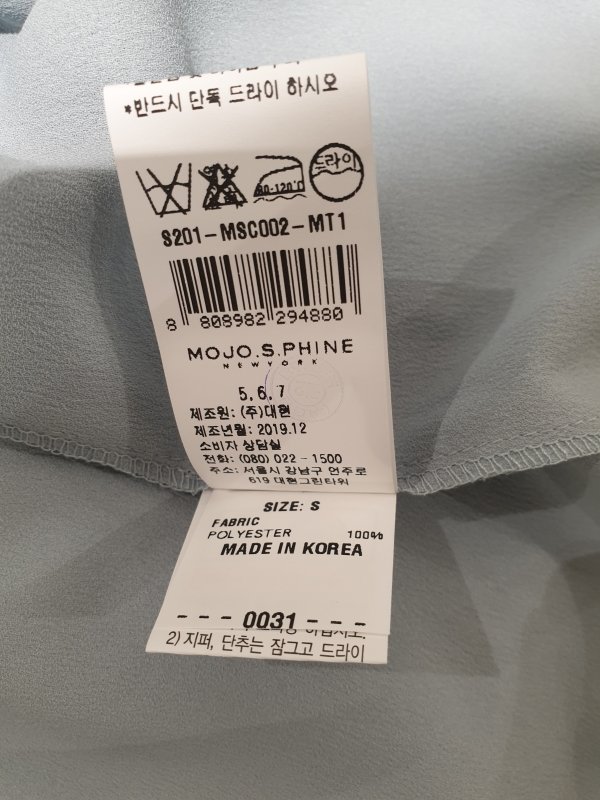 *반드시 단독 드라이 하시오
80-120℃
드라이
S201-MSC002-MT1
8 808982 294880
MOJO.S.PHINE
NEWYORK
5,6,7
제조원: (주)대현
제조년월: 2019.12
소비자 상담실
전화: (080) 022-1500
주소: 서울시 강남구 언주로
619 대현그린타워
SIZE: S
FABRIC
POLYESTER 100%
MADE IN KOREA
- - - 0031 - - -
2) 지퍼, 단추는 잠그고 드라이